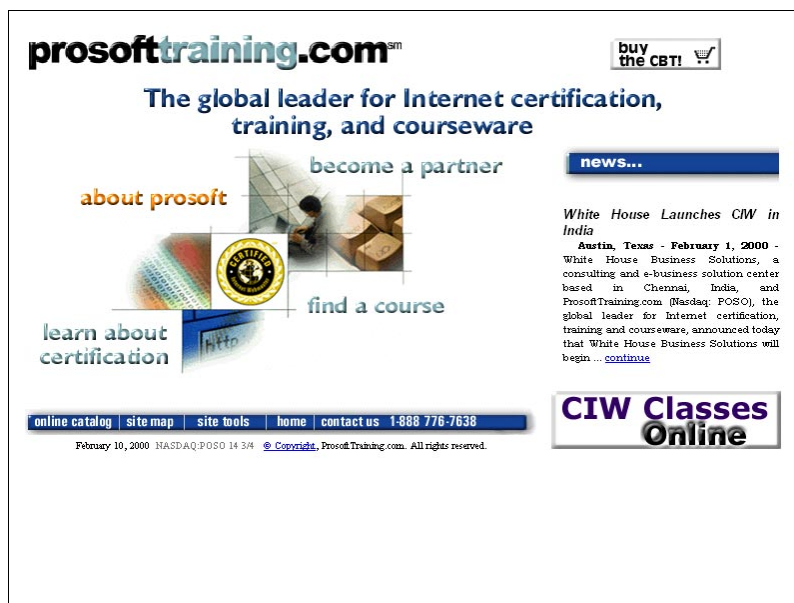 prosofttraining.com℠
buy
the CBT!
The global leader for Internet certification,
training, and courseware
become a partner
about prosoft
CERTIFIED
find a course
learn about
certification
http
news...
White House Launches CIW in
India
Austin, Texas - February 1, 2000 -
White House Business Solutions, a
consulting and e-business solution center
based in Chennai, India, and
ProsoftTraining.com (Nasdaq: POSO), the
global leader for Internet certification,
training and courseware, announced today
that White House Business Solutions will
begin ... continue
CIW Classes
Online
online catalog | site map | site tools | home | contact us 1-888 776-7638
February 10, 2000 NASDAQ:POSO 14 3/4 © Copyright, ProsoftTraining.com. All rights reserved.